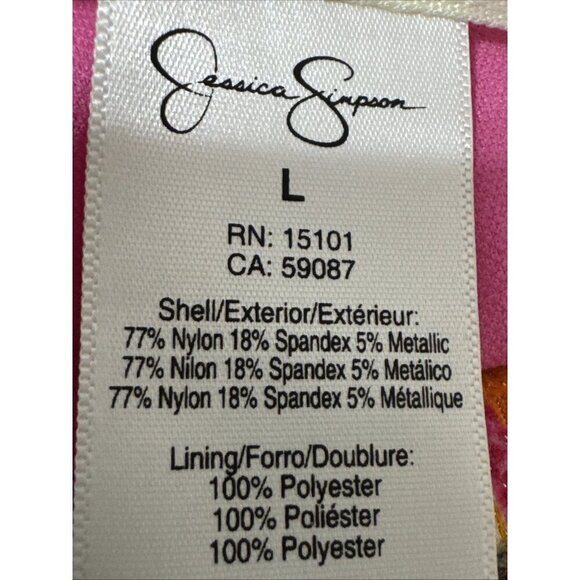 Jessica Simpson
L
RN: 15101
CA: 59087
Shell/Exterior/Extérieur:
77% Nylon 18% Spandex 5% Metallic
77% Nilon 18% Spandex 5% Metálico
77% Nylon 18% Spandex 5% Métallique
Lining/Forro/Doublure:
100% Polyester
100% Poliéster
100% Polyester